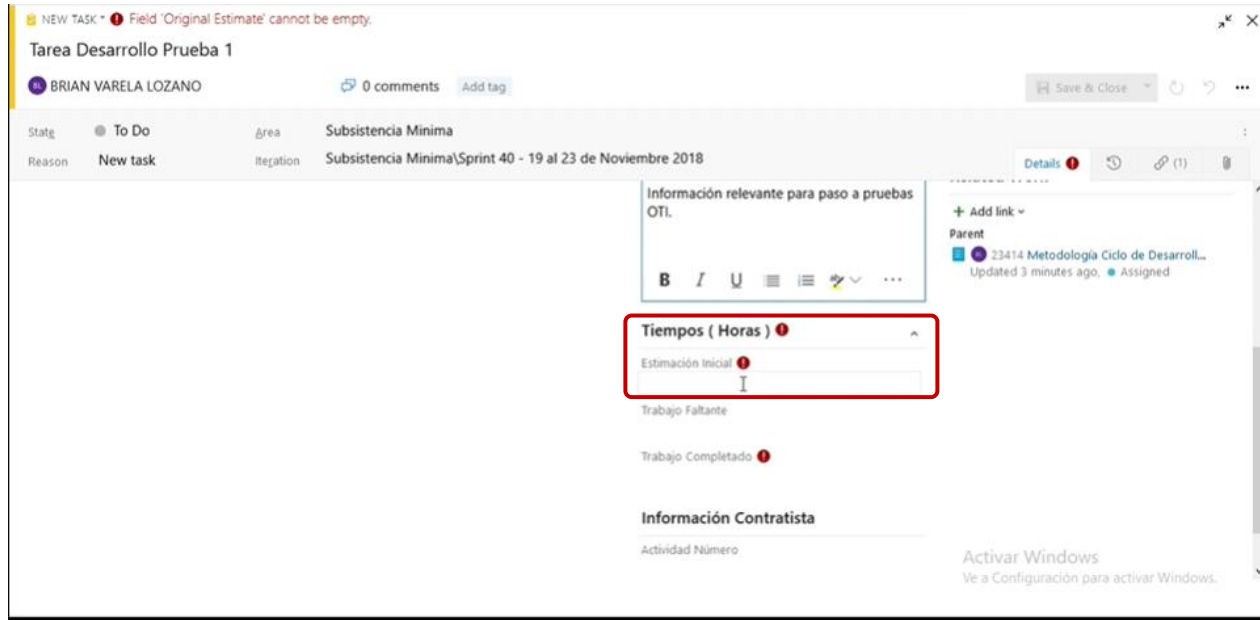 NEW TASK * Field 'Original Estimate' cannot be empty.
Tarea Desarrollo Prueba 1
BL BRIAN VARELA LOZANO 0 comments Add tag Save & Close
State To Do Area Subsistencia Minima
Reason New task Iteration Subsistencia Minima\Sprint 40 - 19 al 23 de Noviembre 2018 Details (1)
Información relevante para paso a pruebas
OTI.
B I U
Add link
Parent
23414 Metodología Ciclo de Desarroll...
Updated 3 minutes ago, Assigned
Tiempos ( Horas )
Estimación Inicial
Trabajo Faltante
Trabajo Completado
Información Contratista
Actividad Número
Activar Windows
Ve a Configuración para activar Windows.